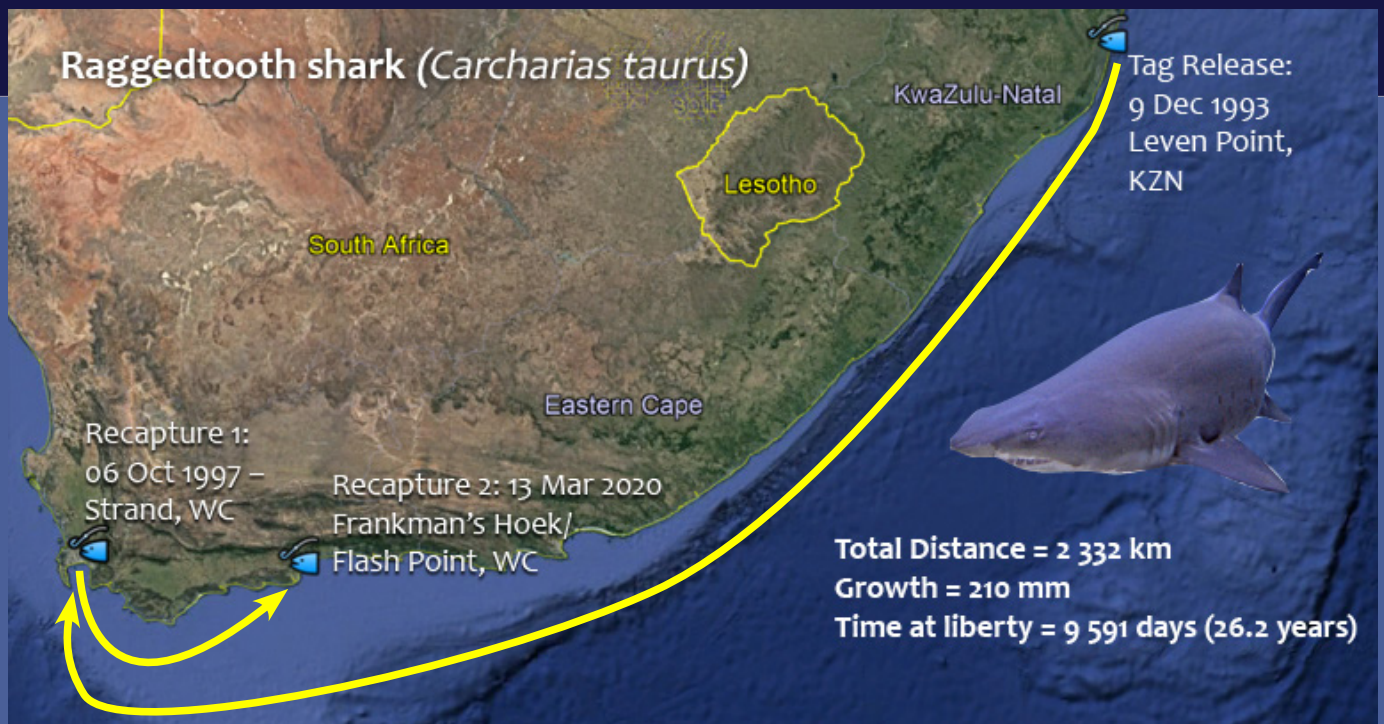 Raggedtooth shark (Carcharias taurus)
KwaZulu-Natal
Tag Release:
9 Dec 1993
Leven Point,
KZN
Lesotho
South Africa
Eastern Cape
Recapture 1:
06 Oct 1997 –
Strand, WC
Recapture 2: 13 Mar 2020
Frankman's Hoek/
Flash Point, WC
Total Distance = 2 332 km
Growth = 210 mm
Time at liberty = 9 591 days (26.2 years)